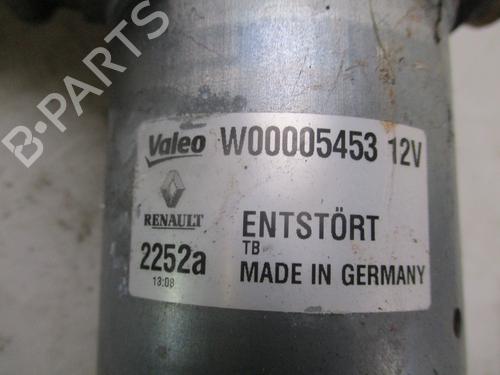 B-PARTS
Valeo W00005453 12V
RENAULT ENTSTÖRT
TB
2252a MADE IN GERMANY
13:08